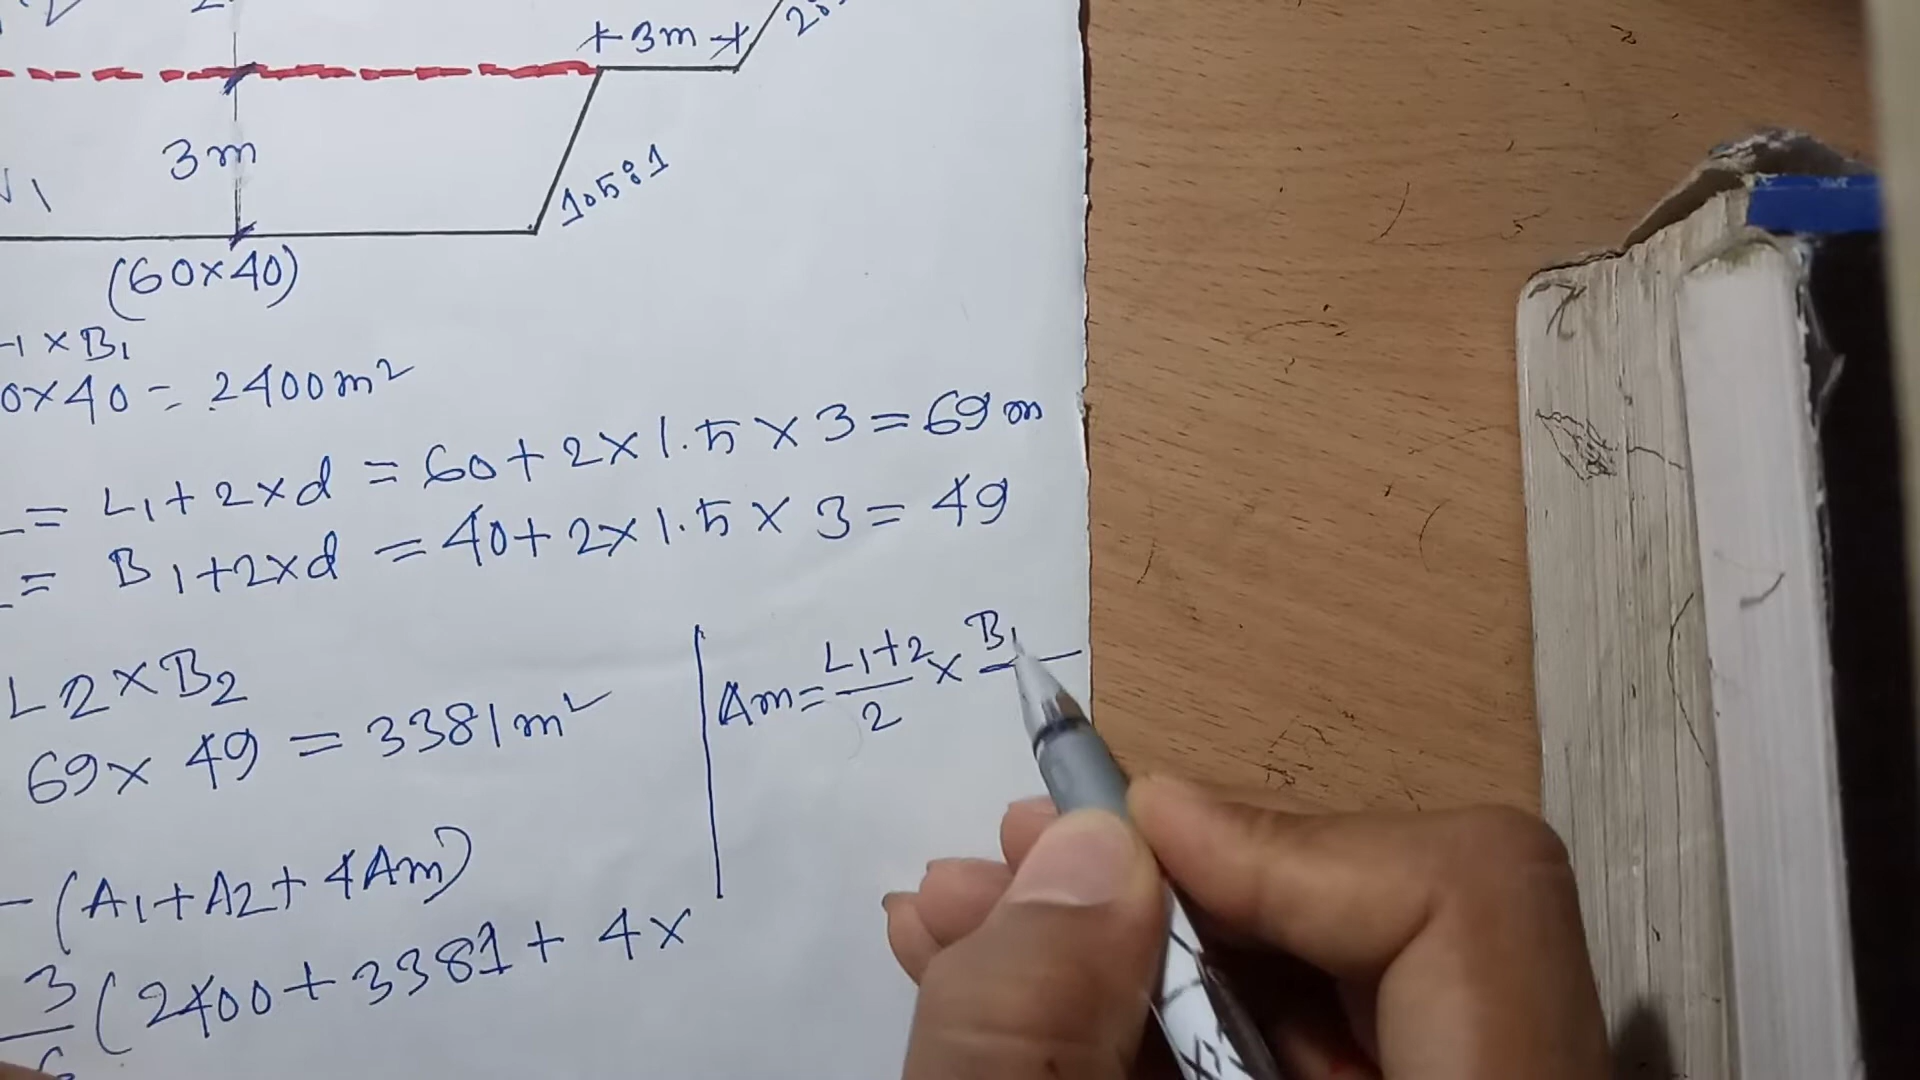 +3m+
3m
1.5:1
(60×40)
×B1
0×40 = 2400m²
= L1+2×d = 60+2×1.5×3=69m
= B1+2×d = 40+2×1.5×3=49
L2×B2
69×49 = 3381m²
Am = L1+2/2 × B1
(A1+A2+4Am)
3/6 (2400+3381+4×